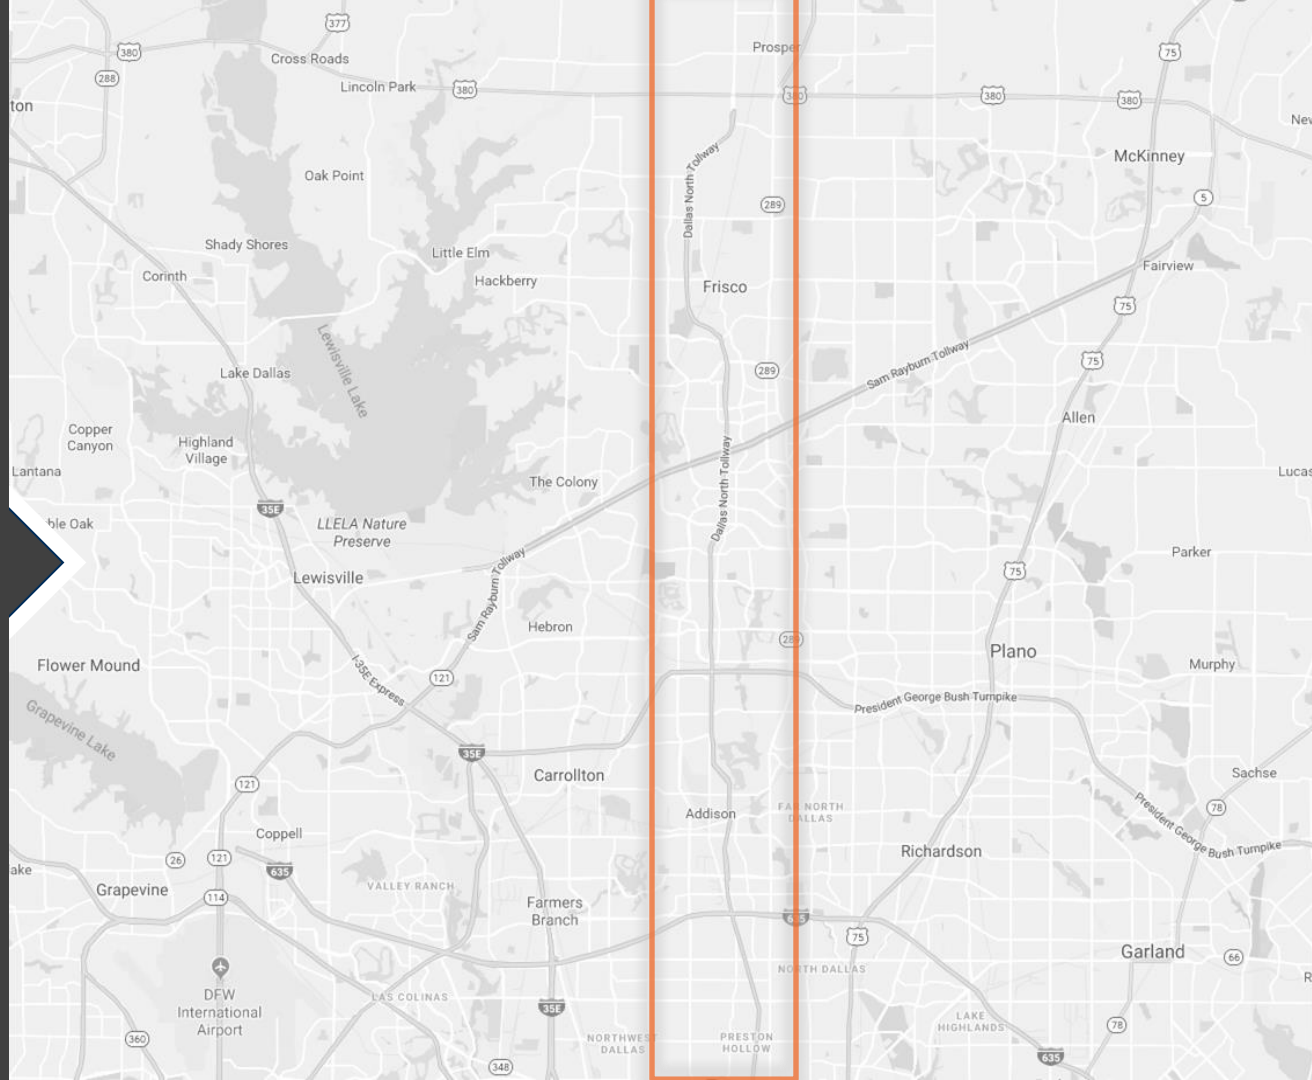 377
380
Cross Roads
288
Lincoln Park
380
ton
Prosper
380
380
380
75
New
McKinney
Oak Point
Dallas North Tollway
289
5
Shady Shores
Little Elm
Corinth
Hackberry
Frisco
Fairview
75
Lewisville Lake
Lake Dallas
289
Sam Rayburn Tollway
75
Copper
Canyon
Highland
Village
Allen
Lantana
The Colony
Dallas North Tollway
Lucas
35E
ble Oak
LLELA Nature
Preserve
Sam Rayburn Tollway
Parker
Lewisville
75
Hebron
289
Plano
Flower Mound
I-35E Express
121
Murphy
President George Bush Turnpike
Grapevine Lake
35E
Carrollton
Sachse
121
78
President George Bush Turnpike
Addison
FAR NORTH
DALLAS
Coppell
26
121
635
Richardson
ake
Grapevine
114
VALLEY RANCH
Farmers
Branch
635
75
Garland
66
DFW
International
Airport
NORTH DALLAS
LAS COLINAS
35E
LAKE
HIGHLANDS
78
360
NORTHWEST
DALLAS
PRESTON
HOLLOW
635
348
R